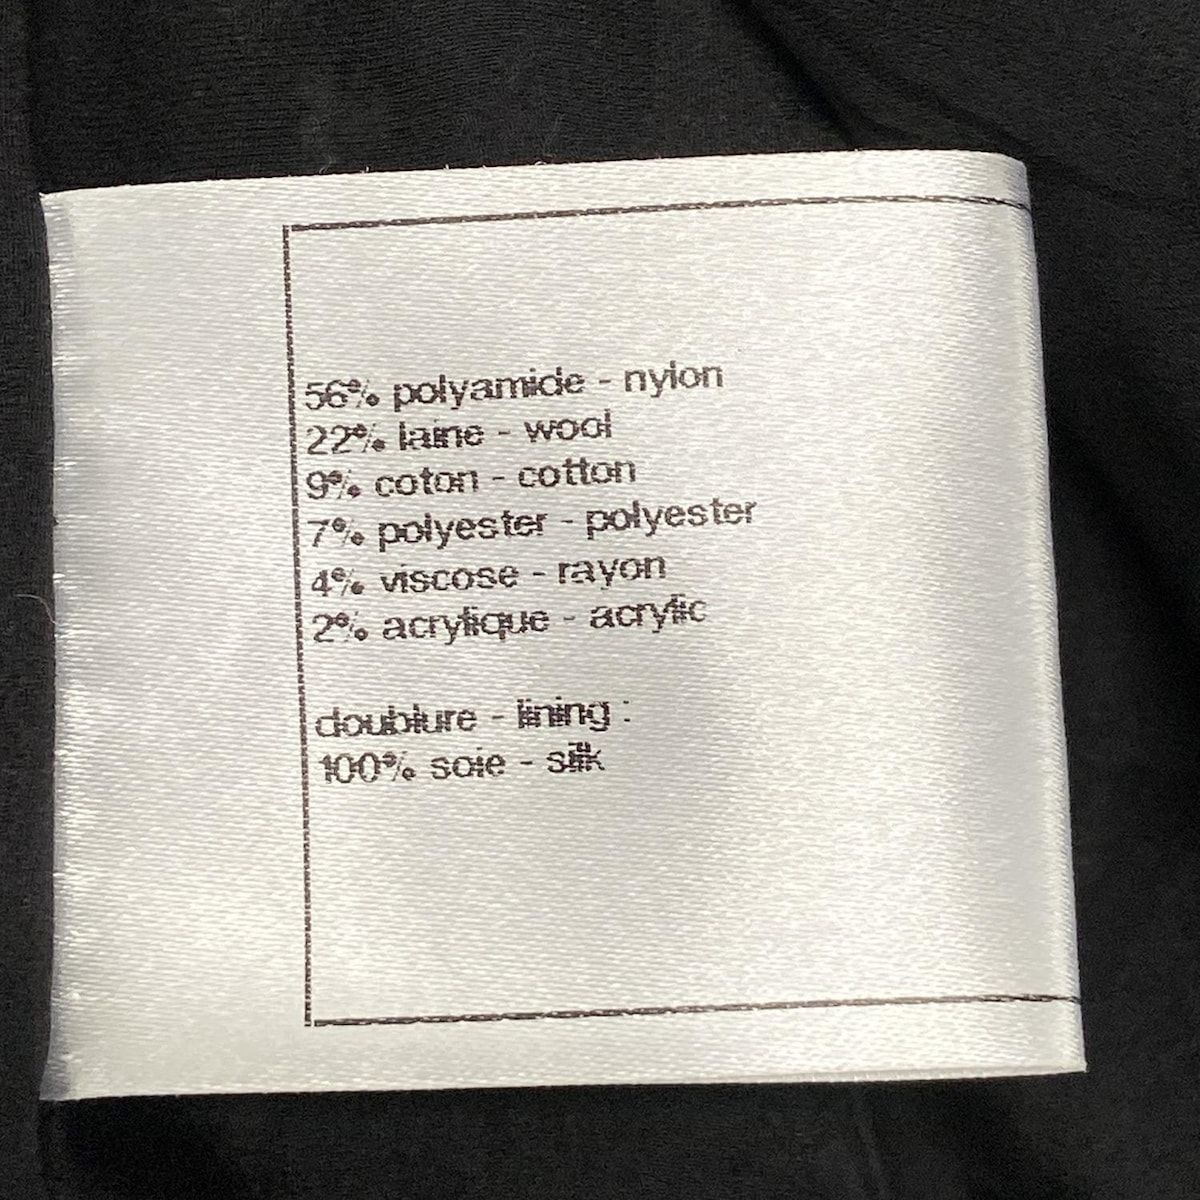 56% polyamide - nylon
22% laine - wool
9% coton - cotton
7% polyester - polyester
4% viscose - rayon
2% acrylique - acrylic
doublure - lining :
100% soie - silk